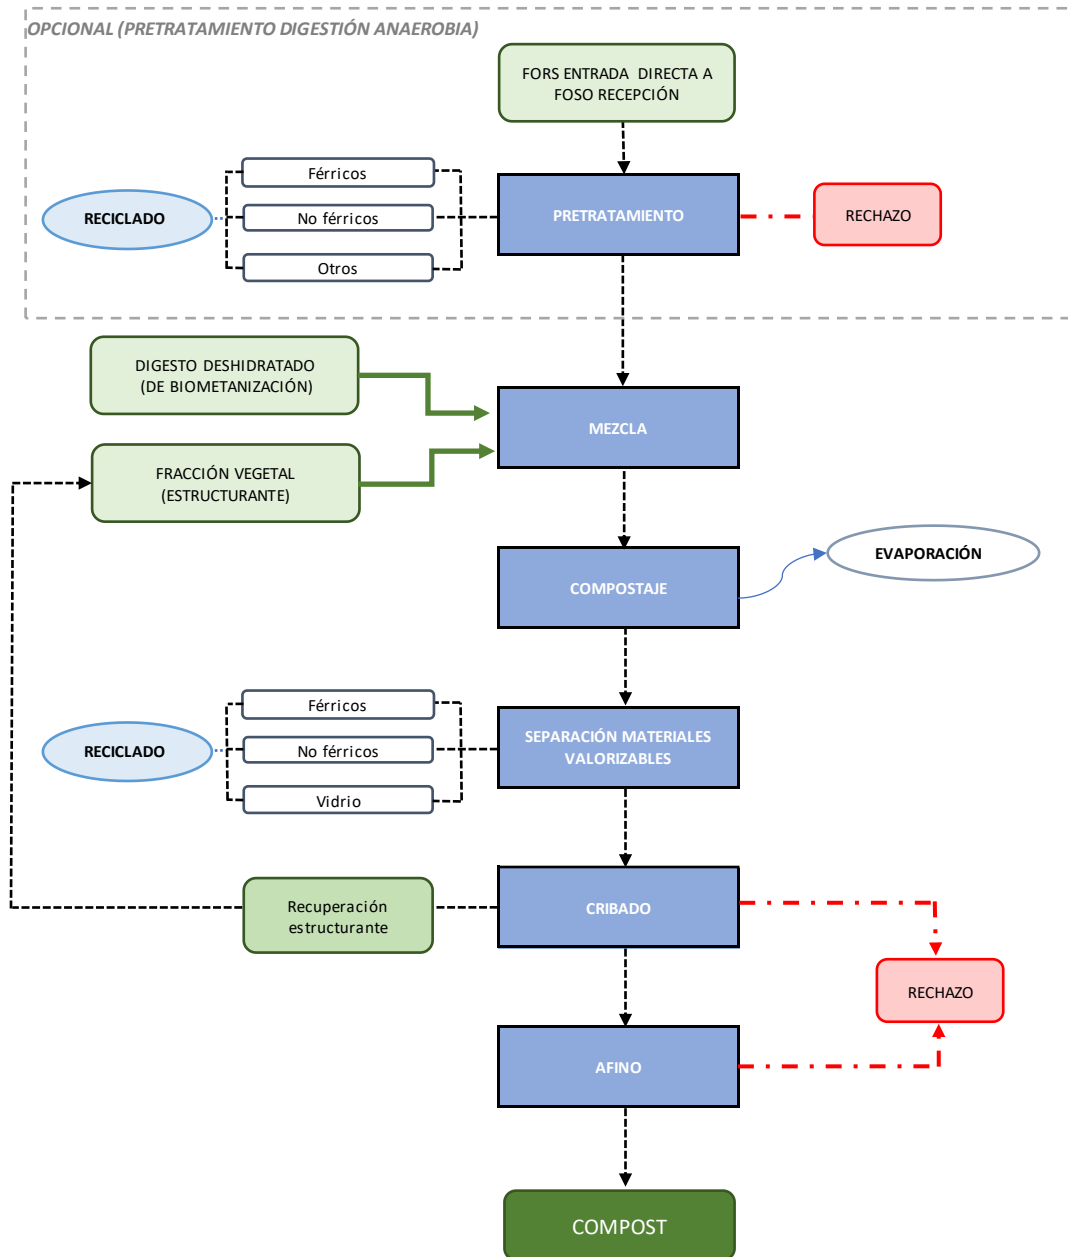 OPCIONAL (PRETRATAMIENTO DIGESTIÓN ANAEROBIA)
FORS ENTRADA DIRECTA A
FOSO RECEPCIÓN
Férricos
RECICLADO
No férricos
PRETRATAMIENTO
RECHAZO
Otros
DIGESTO DESHIDRATADO
(DE BIOMETANIZACIÓN)
MEZCLA
FRACCIÓN VEGETAL
(ESTRUCTURANTE)
EVAPORACIÓN
COMPOSTAJE
Férricos
RECICLADO
No férricos
SEPARACIÓN MATERIALES
VALORIZABLES
Vidrio
Recuperación
estructurante
CRIBADO
RECHAZO
AFINO
COMPOST